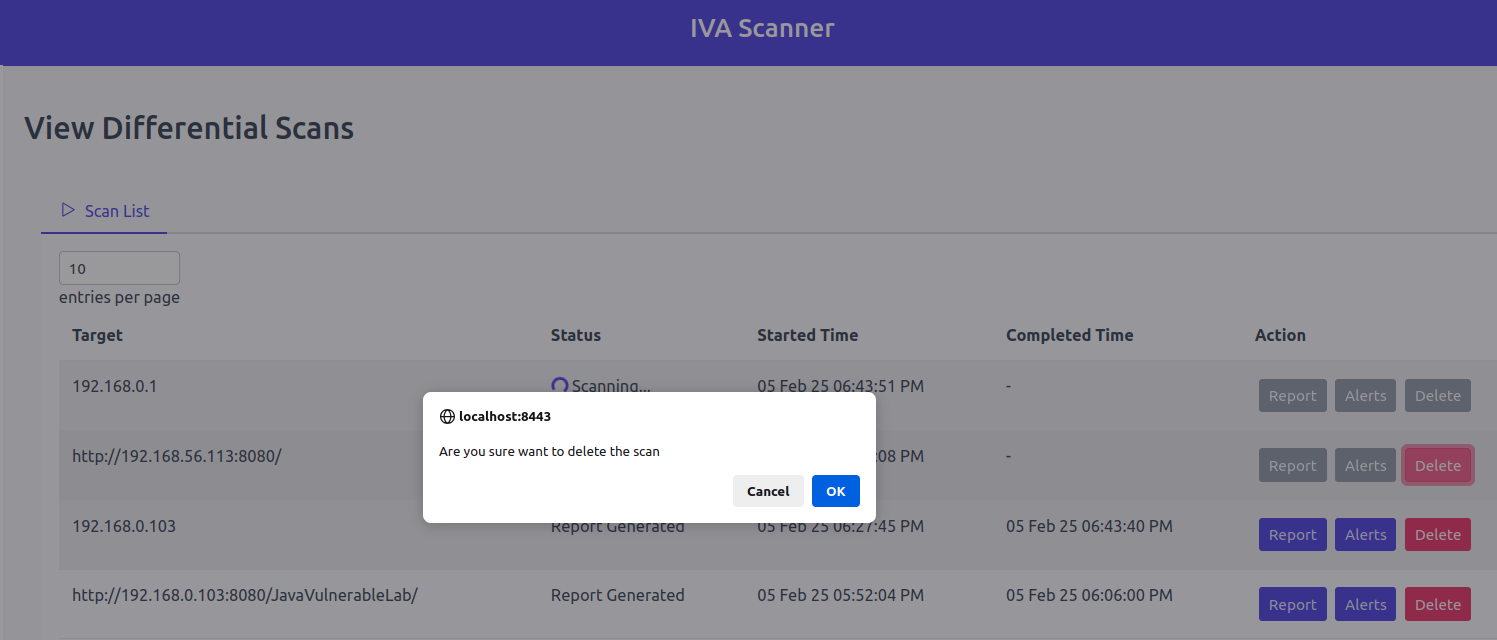 IVA Scanner
View Differential Scans
Scan List
10
entries per page
Target Status Started Time Completed Time Action
192.168.0.1 Scanning... 05 Feb 25 06:43:51 PM - Report Alerts Delete
localhost:8443
Are you sure want to delete the scan
Cancel OK
http://192.168.56.113:8080/ :08 PM - Report Alerts Delete
192.168.0.103 Report Generated 05 Feb 25 06:27:45 PM 05 Feb 25 06:43:40 PM Report Alerts Delete
http://192.168.0.103:8080/JavaVulnerableLab/ Report Generated 05 Feb 25 05:52:04 PM 05 Feb 25 06:06:00 PM Report Alerts Delete